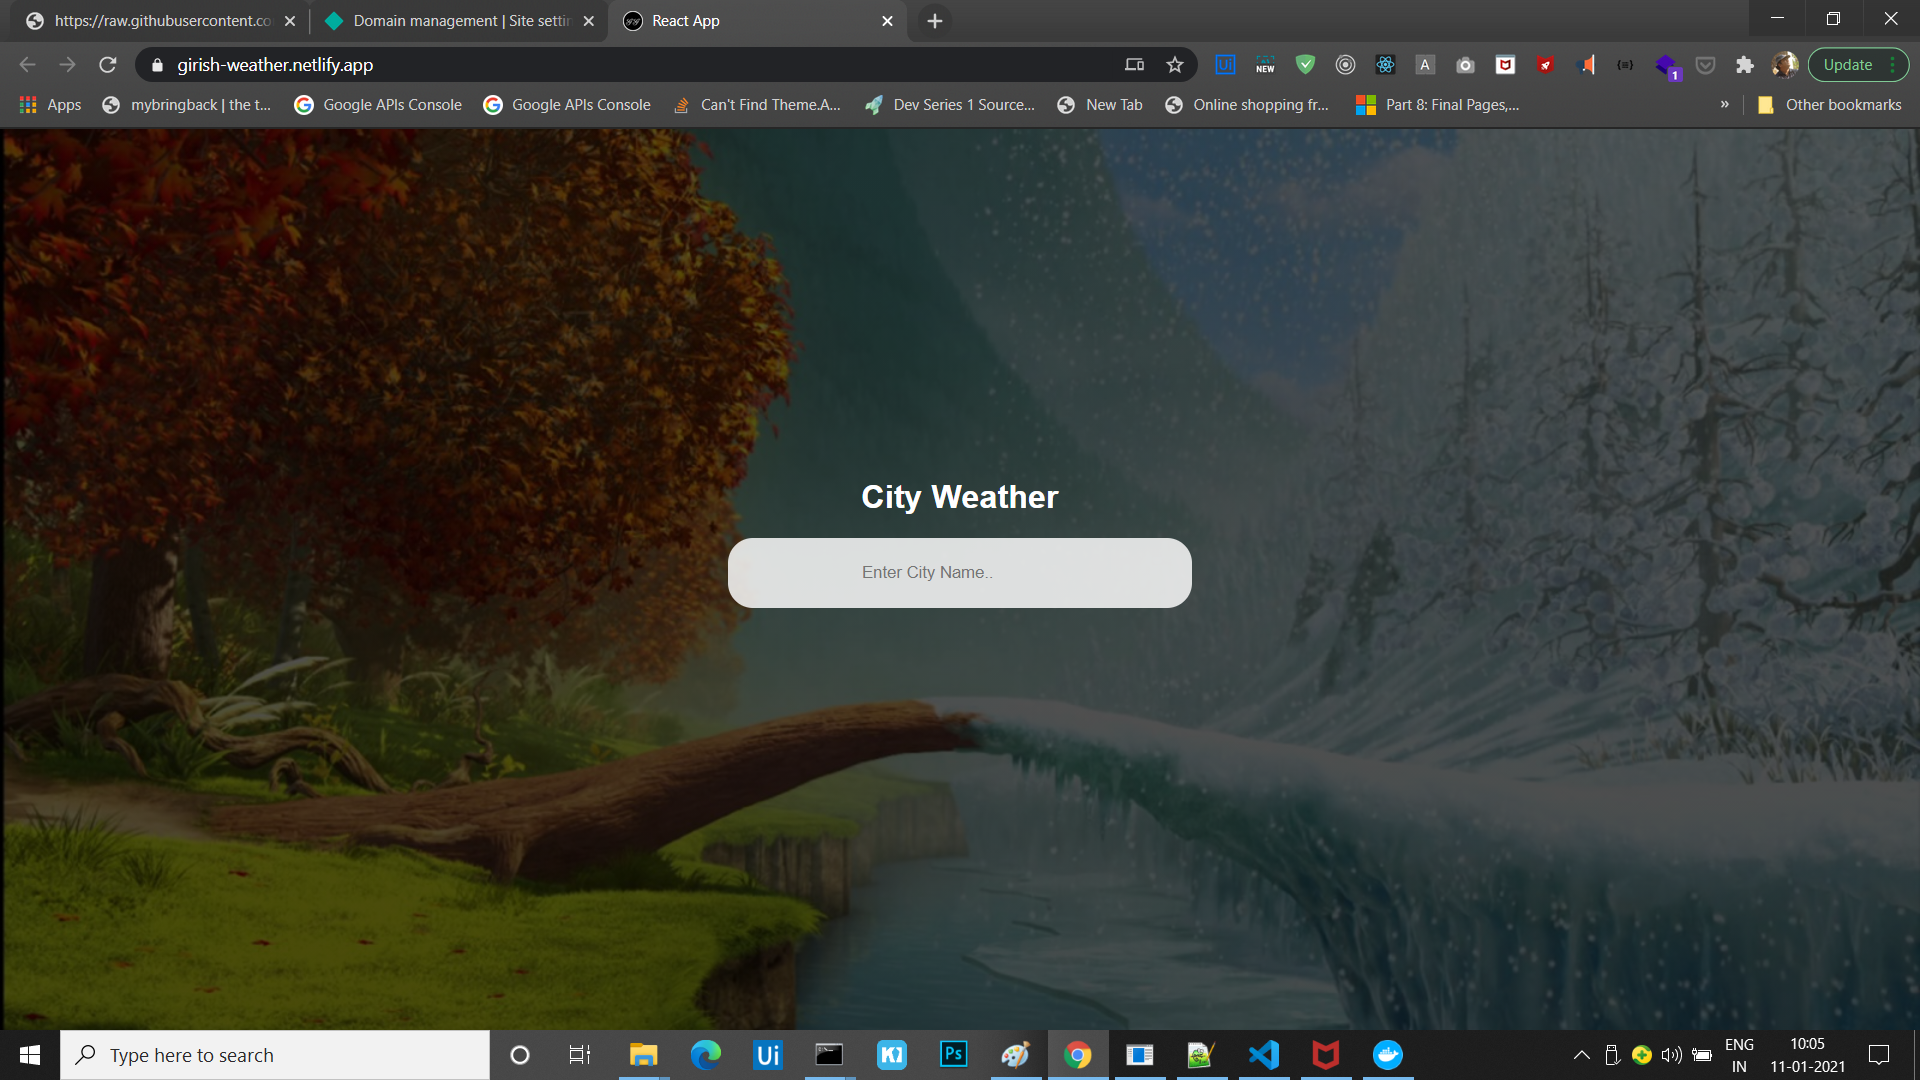 https://raw.githubusercontent.co
Domain management | Site settin
React App
girish-weather.netlify.app
NEW
1
Update
Apps
mybringback | the t...
Google APIs Console
Google APIs Console
Can't Find Theme.A...
Dev Series 1 Source...
New Tab
Online shopping fr...
Part 8: Final Pages,...
»
Other bookmarks
City Weather
Enter City Name..
Type here to search
Ui
Ps
ENG
IN
10:05
11-01-2021